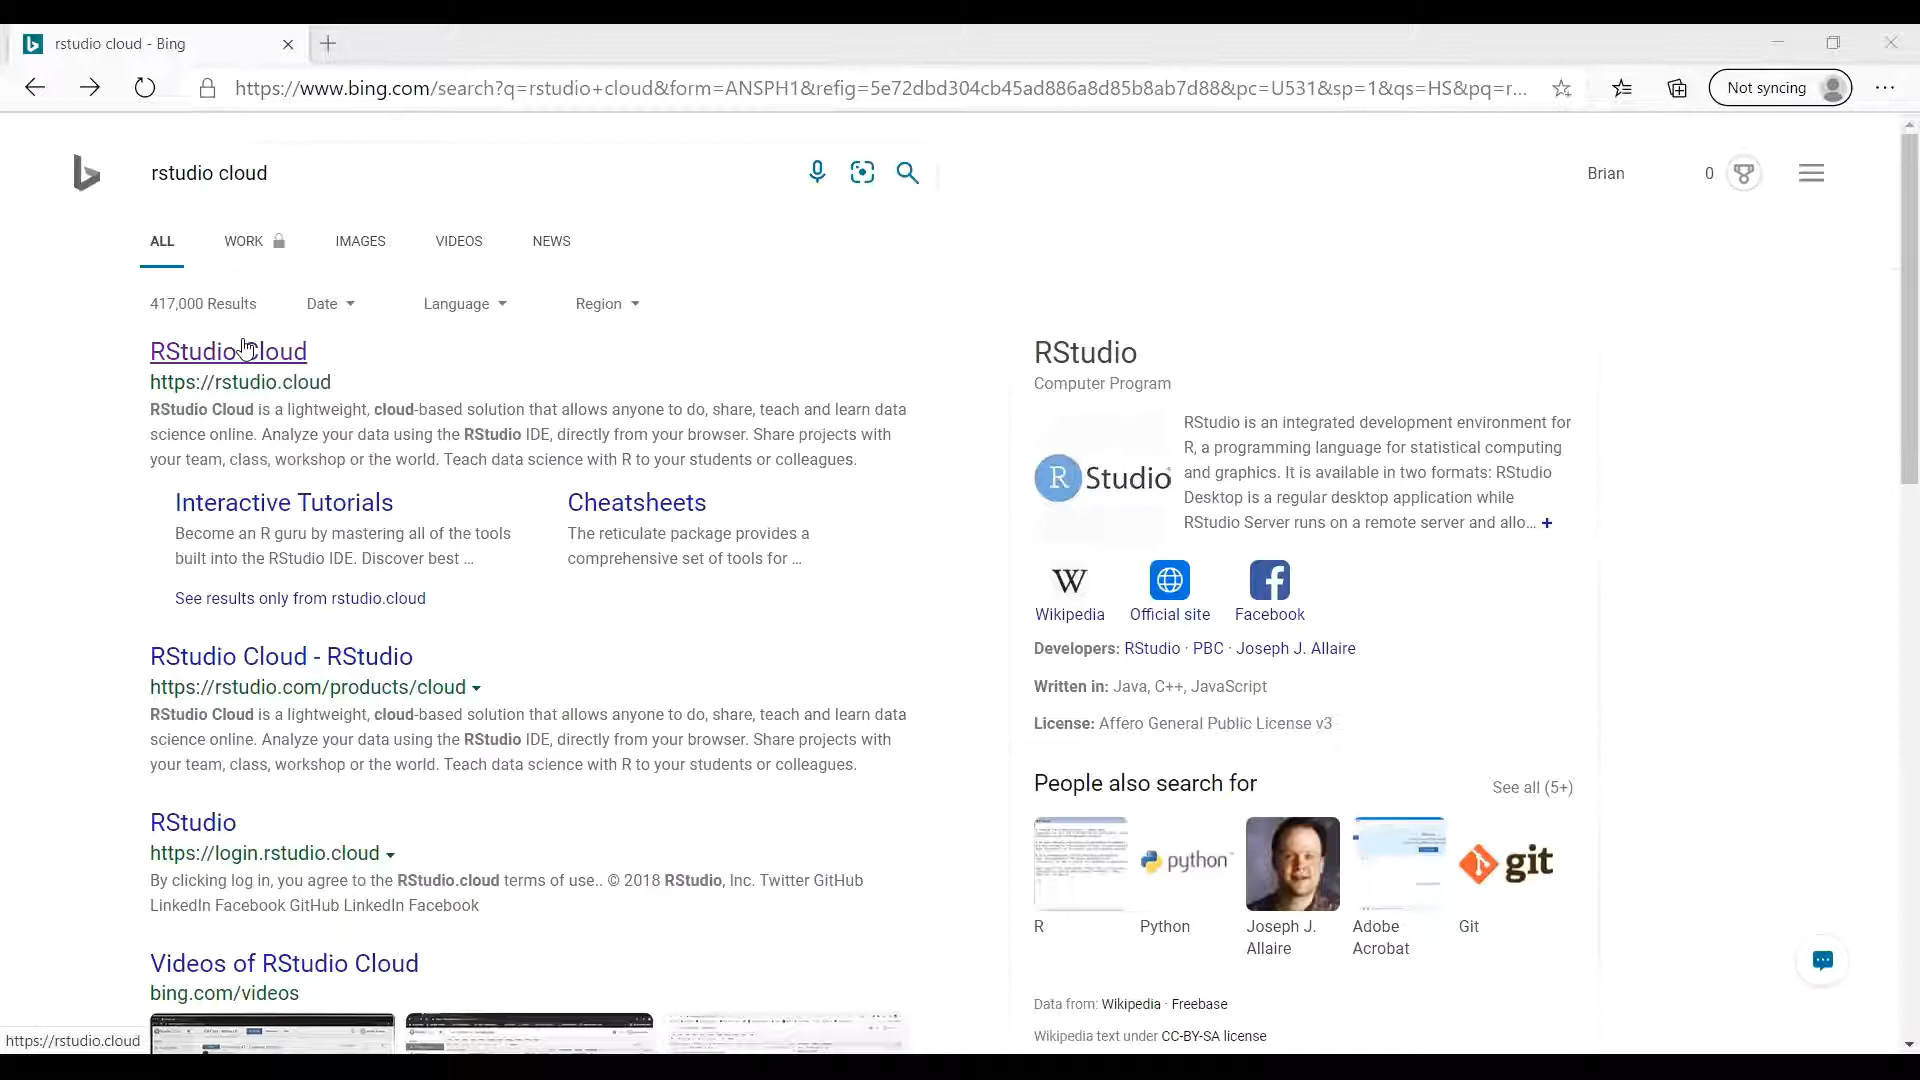 rstudio cloud - Bing
https://www.bing.com/search?q=rstudio+cloud&form=ANSPH1&refig=5e72dbd304cb45ad886a8d85b8ab7d88&pc=U531&sp=1&qs=HS&pq=r...
Not syncing
rstudio cloud
Brian
0
ALL
WORK
IMAGES
VIDEOS
NEWS
417,000 Results
Date
Language
Region
RStudio Cloud
https://rstudio.cloud
RStudio Cloud is a lightweight, cloud-based solution that allows anyone to do, share, teach and learn data
science online. Analyze your data using the RStudio IDE, directly from your browser. Share projects with
your team, class, workshop or the world. Teach data science with R to your students or colleagues.
Interactive Tutorials
Become an R guru by mastering all of the tools
built into the RStudio IDE. Discover best ...
Cheatsheets
The reticulate package provides a
comprehensive set of tools for ...
See results only from rstudio.cloud
RStudio Cloud - RStudio
https://rstudio.com/products/cloud
RStudio Cloud is a lightweight, cloud-based solution that allows anyone to do, share, teach and learn data
science online. Analyze your data using the RStudio IDE, directly from your browser. Share projects with
your team, class, workshop or the world. Teach data science with R to your students or colleagues.
RStudio
https://login.rstudio.cloud
By clicking log in, you agree to the RStudio.cloud terms of use.. © 2018 RStudio, Inc. Twitter GitHub
LinkedIn Facebook GitHub LinkedIn Facebook
Videos of RStudio Cloud
bing.com/videos
https://rstudio.cloud
RStudio
Computer Program
R Studio
RStudio is an integrated development environment for
R, a programming language for statistical computing
and graphics. It is available in two formats: RStudio
Desktop is a regular desktop application while
RStudio Server runs on a remote server and allo... +
W
Wikipedia
Official site
Facebook
Developers: RStudio · PBC · Joseph J. Allaire
Written in: Java, C++, JavaScript
License: Affero General Public License v3
People also search for
See all (5+)
python
git
R
Python
Joseph J.
Allaire
Adobe
Acrobat
Git
Data from: Wikipedia · Freebase
Wikipedia text under CC-BY-SA license